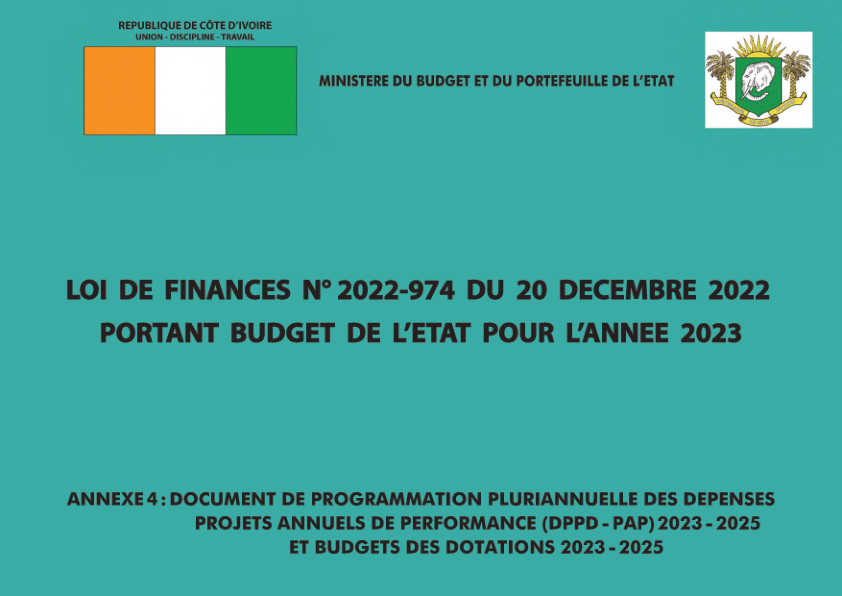 REPUBLIQUE DE CÔTE D'IVOIRE
UNION - DISCIPLINE - TRAVAIL
MINISTERE DU BUDGET ET DU PORTEFEUILLE DE L'ETAT
LOI DE FINANCES N° 2022-974 DU 20 DECEMBRE 2022
PORTANT BUDGET DE L'ETAT POUR L'ANNEE 2023
ANNEXE 4 : DOCUMENT DE PROGRAMMATION PLURIANNUELLE DES DEPENSES
PROJETS ANNUELS DE PERFORMANCE (DPPD - PAP) 2023 - 2025
ET BUDGETS DES DOTATIONS 2023 - 2025